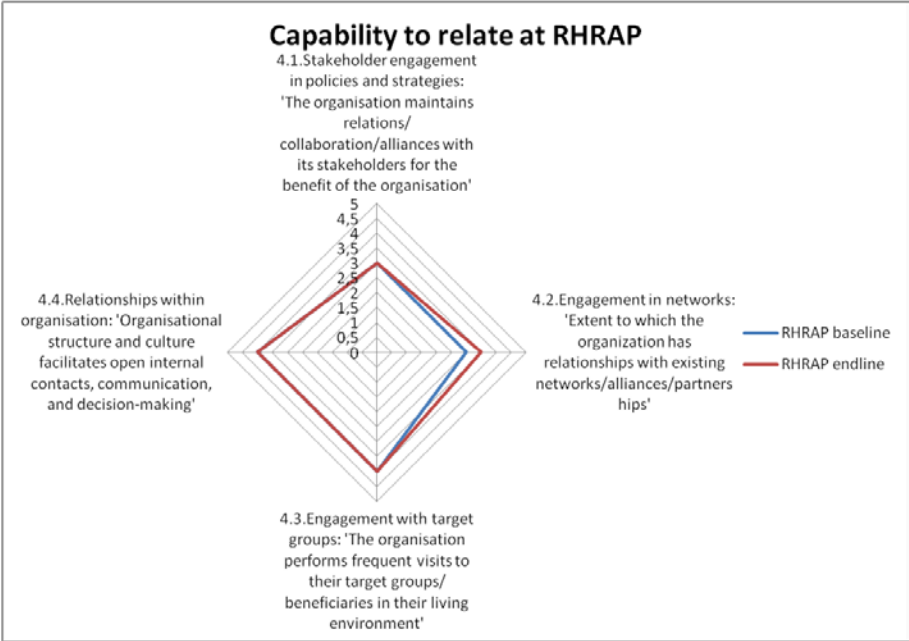 Capability to relate at RHRAP
4.1.Stakeholder engagement
in policies and strategies:
'The organisation maintains
relations/
collaboration/alliances with
its stakeholders for the
benefit of the organisation'
5
4,5
4
3,5
3
2,5
2
1,5
1
0,5
0
4.4.Relationships within
organisation: 'Organisational
structure and culture
facilitates open internal
contacts, communication,
and decision-making'
4.2.Engagement in networks:
'Extent to which the
organization has
relationships with existing
networks/alliances/partners
hips'
RHRAP baseline
RHRAP endline
4.3.Engagement with target
groups: 'The organisation
performs frequent visits to
their target groups/
beneficiaries in their living
environment'